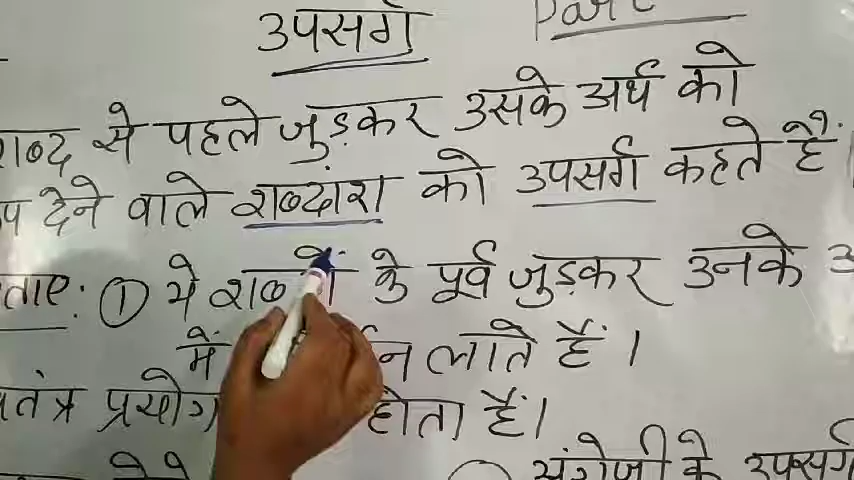 उपसर्ग Part
शब्द से पहले जुड़कर उसके अर्थ को
देने वाले शब्दांश को उपसर्ग कहते हैं
ताएः ① ये शब्दों के पूर्व जुड़कर उनके
में लाते हैं।
प्रयोग होता हैं।
अंग्रेजी के उपसर्ग